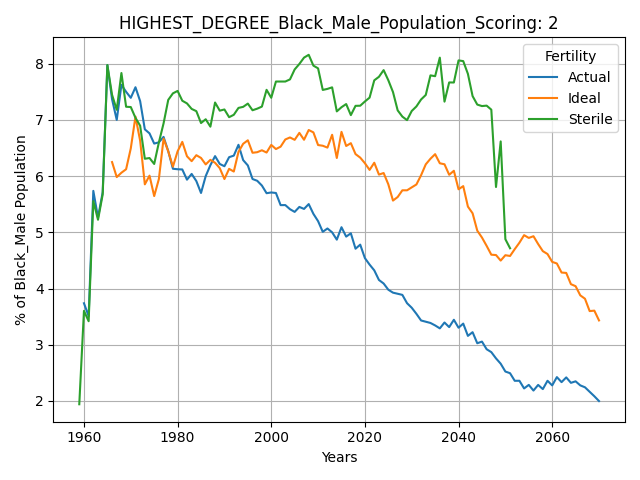 HIGHEST_DEGREE_Black_Male_Population_Scoring: 2
Fertility
Actual
Ideal
Sterile
% of Black_Male Population
8
7
6
5
4
3
2
1960 1980 2000 2020 2040 2060
Years